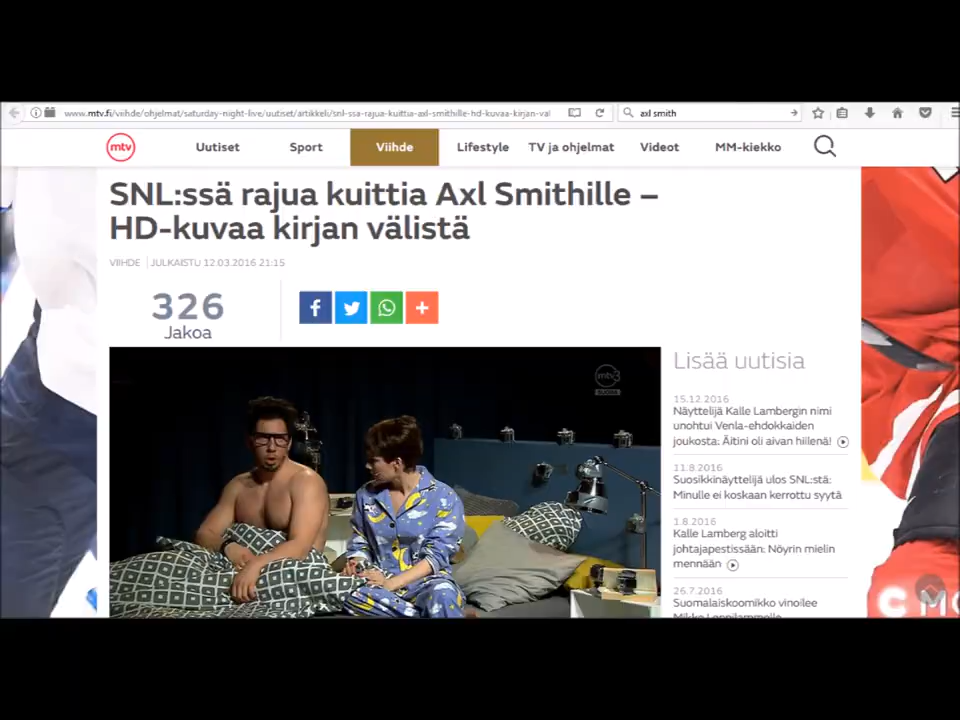 www.mtv.fi/viihde/ohjelmat/saturday-night-live/uutiset/artikkeli/snl-ssa-rajua-kuittia-axl-smithille-hd-kuvaa-kirjan-val
axl smith
mtv
Uutiset
Sport
Viihde
Lifestyle
TV ja ohjelmat
Videot
MM-kiekko
SNL:ssä rajua kuittia Axl Smithille –
HD-kuvaa kirjan välistä
VIIHDE | JULKAISTU 12.03.2016 21:15
326
Jakoa
mtv3
Lisää uutisia
15.12.2016
Näyttelijä Kalle Lambergin nimi
unohtui Venla-ehdokkaiden
joukosta: Äitini oli aivan hiilenä!
11.8.2016
Suosikkinäyttelijä ulos SNL:stä:
Minulle ei koskaan kerrottu syytä
1.8.2016
Kalle Lamberg aloitti
johtajapestissään: Nöyrin mielin
mennään
26.7.2016
Suomalaiskoomikko vinoilee
C MO